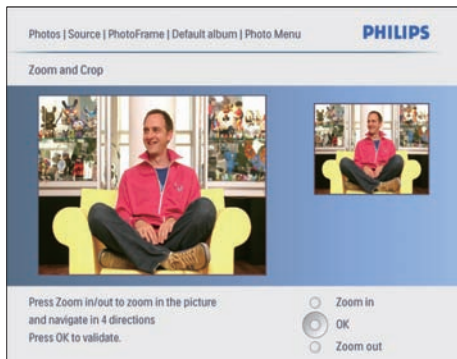 Photos | Source | PhotoFrame | Default album | Photo Menu
PHILIPS
Zoom and Crop
Press Zoom in/out to zoom in the picture
and navigate in 4 directions
Press OK to validate.
Zoom in
OK
Zoom out